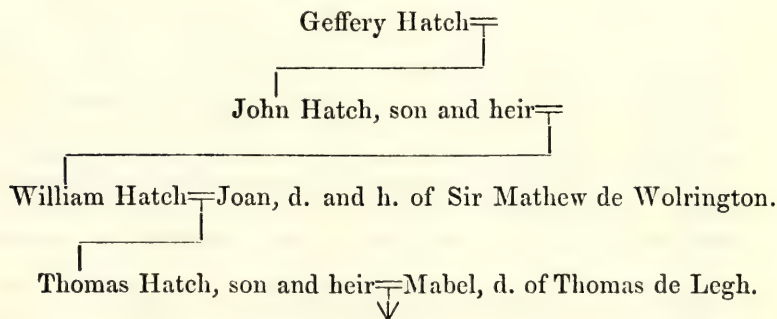 Geffery Hatch
John Hatch, son and heir
William Hatch Joan, d. and h. of Sir Mathew de Wolrington.
Thomas Hatch, son and heir Mabel, d. of Thomas de Legh.